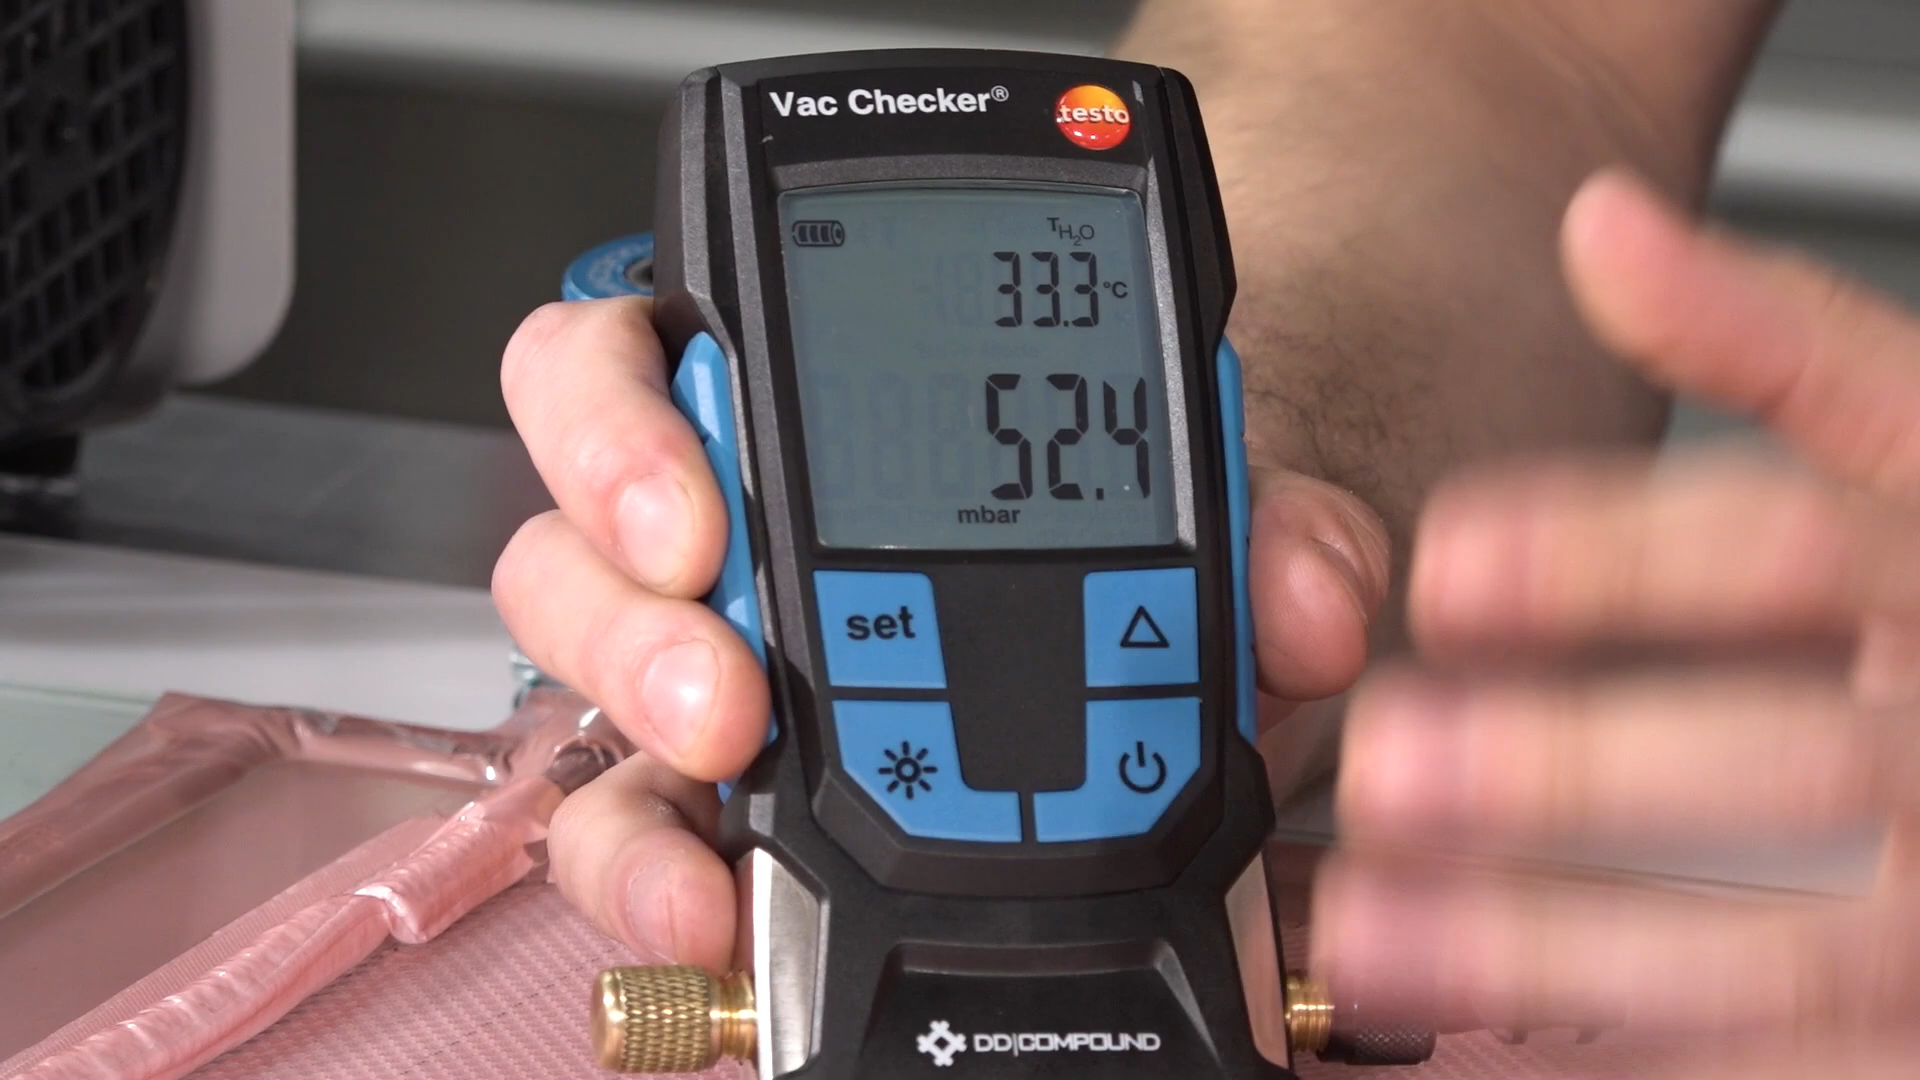 Vac Checker®
testo
TH₂O
33.3 °C
52.4
mbar
set
DD|COMPOUND